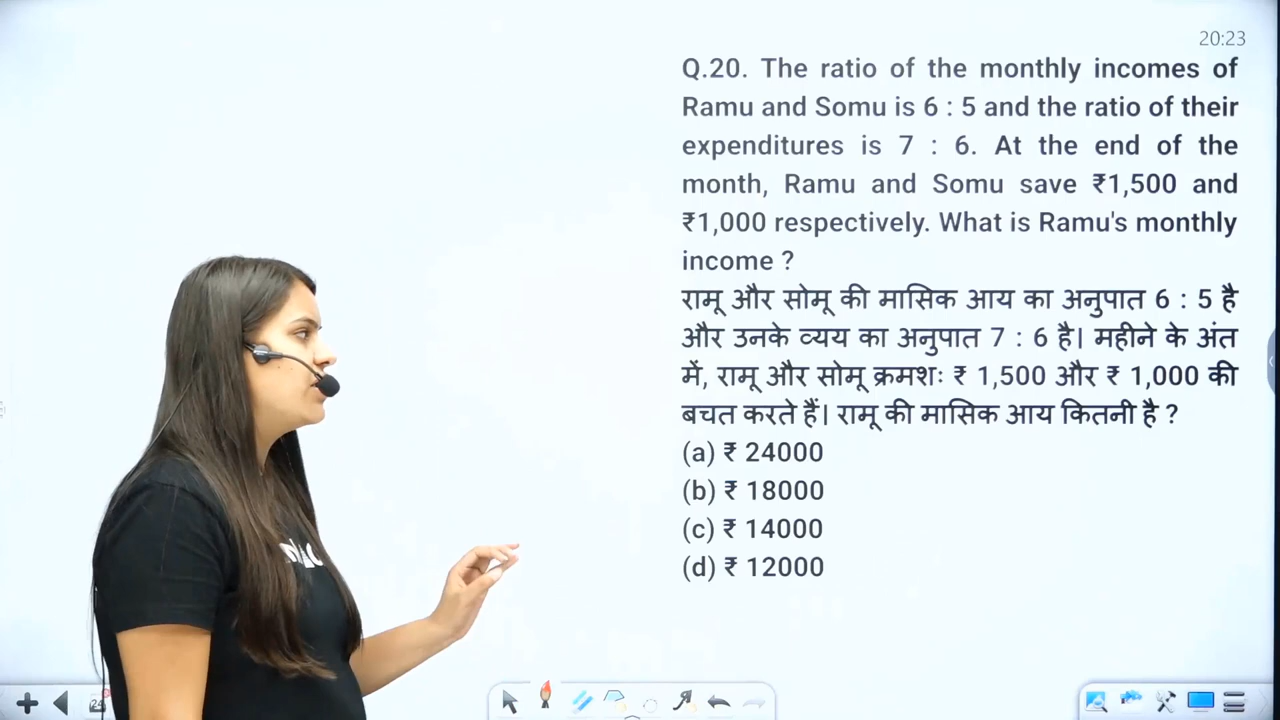 20:23
Q.20. The ratio of the monthly incomes of
Ramu and Somu is 6 : 5 and the ratio of their
expenditures is 7 : 6. At the end of the
month, Ramu and Somu save ₹1,500 and
₹1,000 respectively. What is Ramu's monthly
income ?
रामू और सोमू की मासिक आय का अनुपात 6 : 5 है
और उनके व्यय का अनुपात 7 : 6 है। महीने के अंत
में, रामू और सोमू क्रमशः ₹ 1,500 और ₹ 1,000 की
बचत करते हैं। रामू की मासिक आय कितनी है ?
(a) ₹ 24000
(b) ₹ 18000
(c) ₹ 14000
(d) ₹ 12000